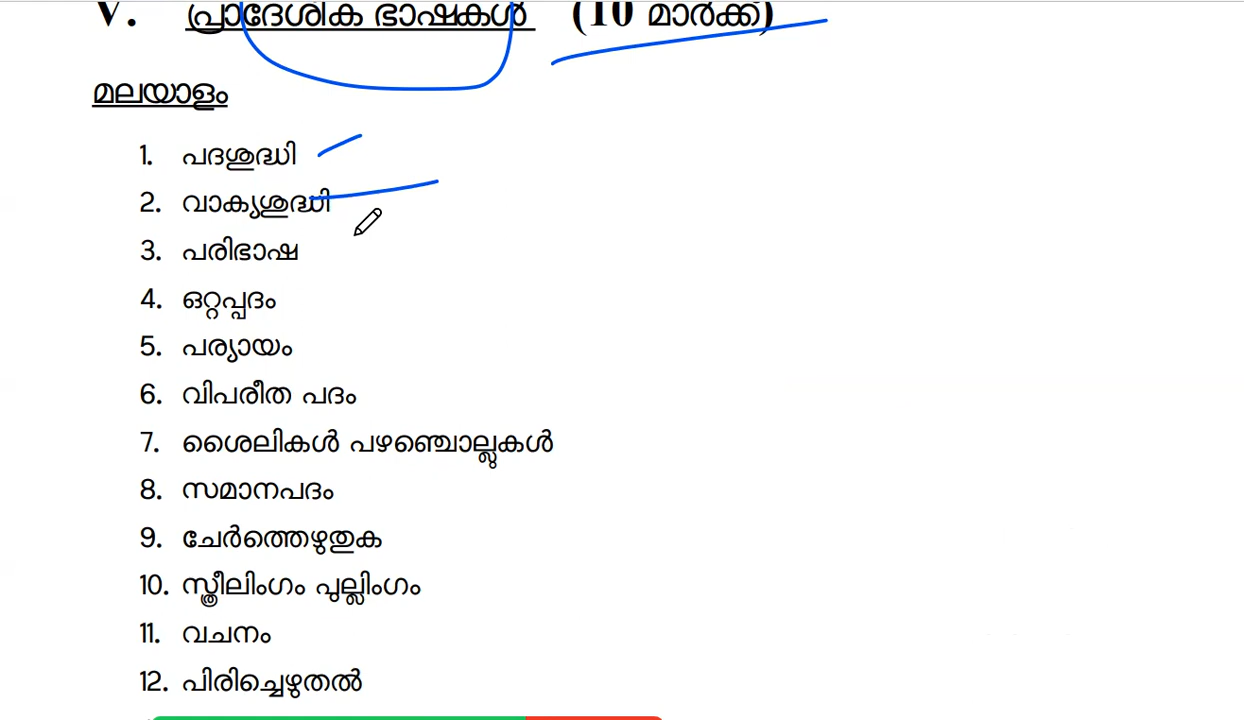 V. പ്രാദേശിക ഭാഷകൾ (10 മാർക്ക്)
മലയാളം
1. പദശുദ്ധി
2. വാക്യശുദ്ധി
3. പരിഭാഷ
4. ഒറ്റപ്പദം
5. പര്യായം
6. വിപരീത പദം
7. ശൈലികൾ പഴഞ്ചൊല്ലുകൾ
8. സമാനപദം
9. ചേർത്തെഴുതുക
10. സ്ത്രീലിംഗം പുല്ലിംഗം
11. വചനം
12. പിരിച്ചെഴുതൽ